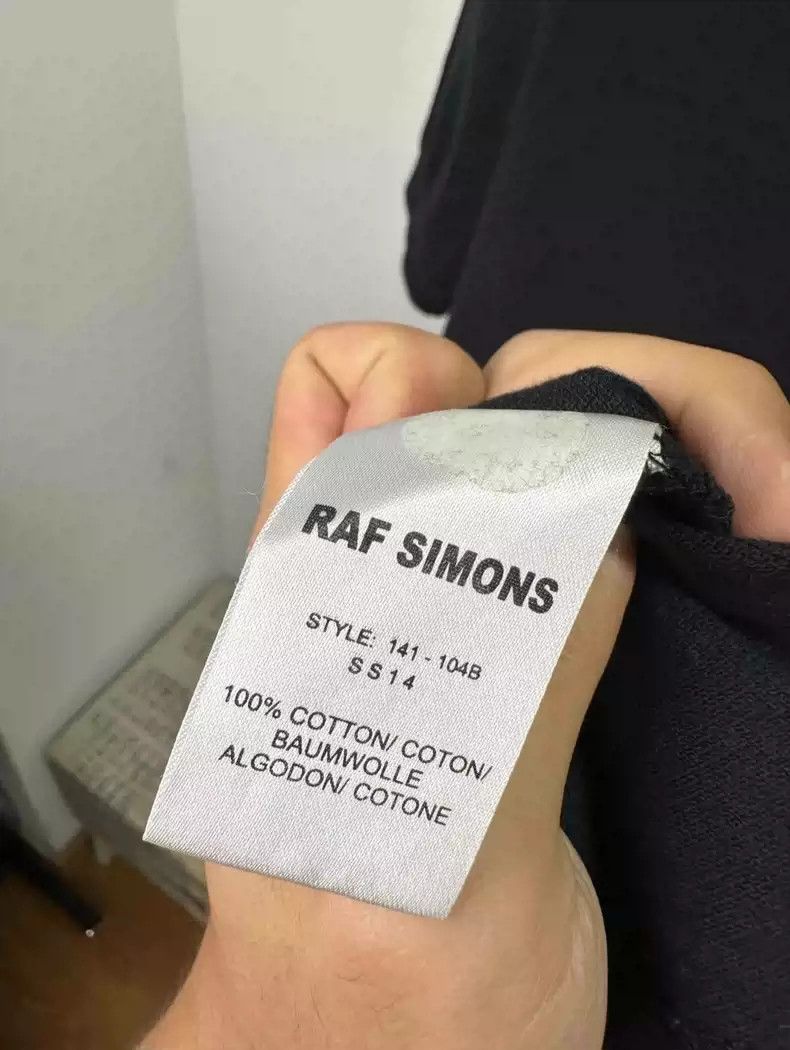 RAF SIMONS
STYLE: 141 - 104B
SS14
100% COTTON/ COTON/
BAUMWOLLE
ALGODON/ COTONE